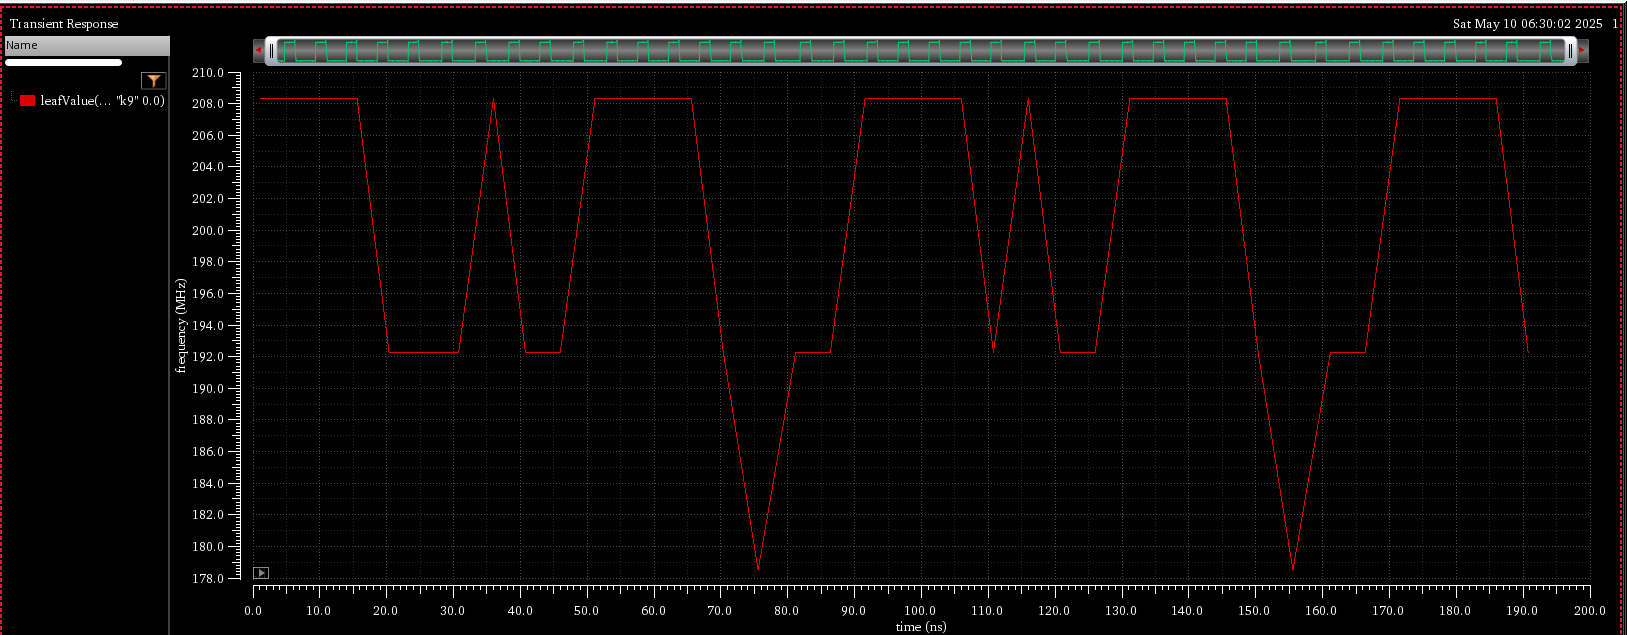 Transient Response
Sat May 10 06:30:02 2025 1
Name
leafValue(... "k9" 0.0)
frequency (MHz)
210.0
208.0
206.0
204.0
202.0
200.0
198.0
196.0
194.0
192.0
190.0
188.0
186.0
184.0
182.0
180.0
178.0
0.0 10.0 20.0 30.0 40.0 50.0 60.0 70.0 80.0 90.0 100.0 110.0 120.0 130.0 140.0 150.0 160.0 170.0 180.0 190.0 200.0
time (ns)